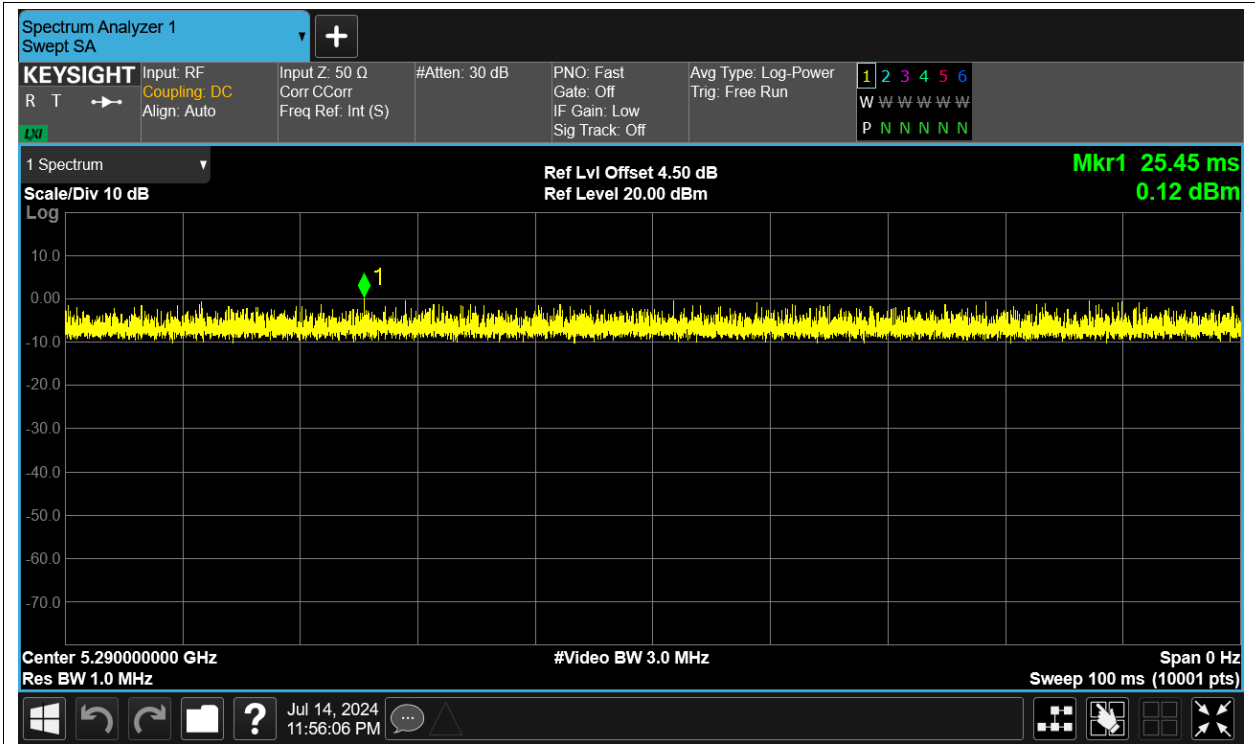 Spectrum Analyzer 1
Swept SA
KEYSIGHT
R T
LXI
Input: RF
Coupling: DC
Align: Auto
Input Z: 50 Ω
Corr CCorr
Freq Ref: Int (S)
#Atten: 30 dB
PNO: Fast
Gate: Off
IF Gain: Low
Sig Track: Off
Avg Type: Log-Power
Trig: Free Run
1 2 3 4 5 6
W W W W W W
P N N N N N
1 Spectrum
Scale/Div 10 dB
Log
Ref Lvl Offset 4.50 dB
Ref Level 20.00 dBm
Mkr1 25.45 ms
0.12 dBm
10.0
1
0.00
-10.0
-20.0
-30.0
-40.0
-50.0
-60.0
-70.0
Center 5.290000000 GHz
Res BW 1.0 MHz
#Video BW 3.0 MHz
Span 0 Hz
Sweep 100 ms (10001 pts)
?
Jul 14, 2024
11:56:06 PM